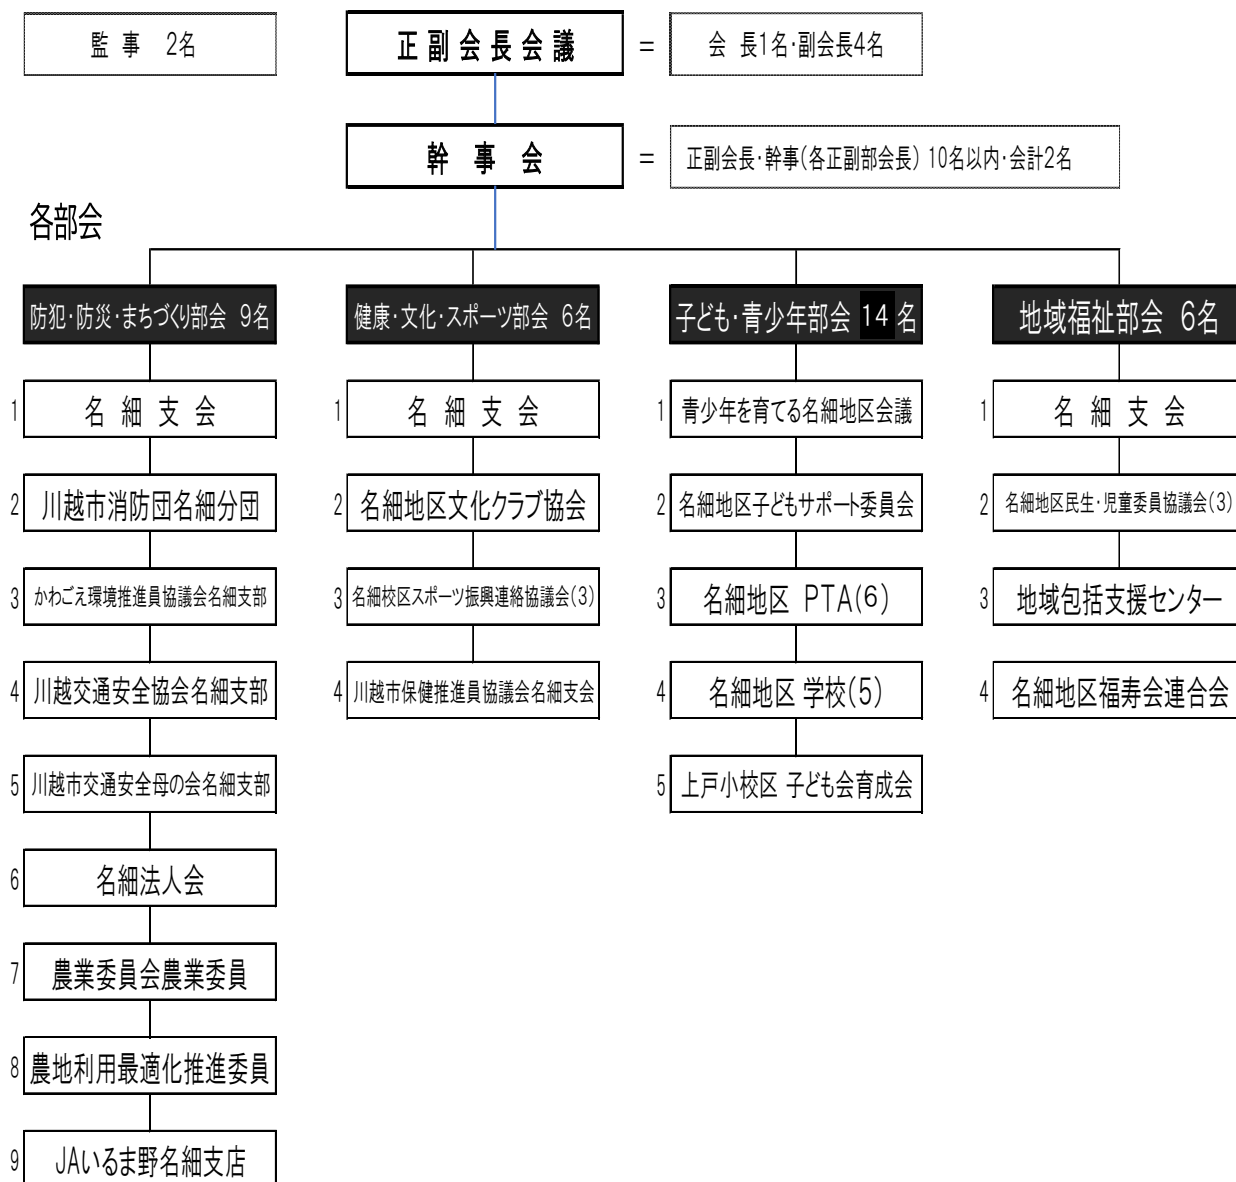 監 事 2名
正 副 会 長 会 議
=
会 長1名・副会長4名
幹 事 会
=
正副会長・幹事(各正副部会長) 10名以内・会計2名
各部会
防犯・防災・まちづくり部会 9名
1 名 細 支 会
2 川越市消防団名細分団
3 かわごえ環境推進員協議会名細支部
4 川越交通安全協会名細支部
5 川越市交通安全母の会名細支部
6 名細法人会
7 農業委員会農業委員
8 農地利用最適化推進委員
9 JAいるま野名細支店
健康・文化・スポーツ部会 6名
1 名 細 支 会
2 名細地区文化クラブ協会
3 名細校区スポーツ振興連絡協議会(3)
4 川越市保健推進員協議会名細支会
子ども・青少年部会 14 名
1 青少年を育てる名細地区会議
2 名細地区子どもサポート委員会
3 名細地区 PTA(6)
4 名細地区 学校(5)
5 上戸小校区 子ども会育成会
地域福祉部会 6名
1 名 細 支 会
2 名細地区民生・児童委員協議会(3)
3 地域包括支援センター
4 名細地区福寿会連合会